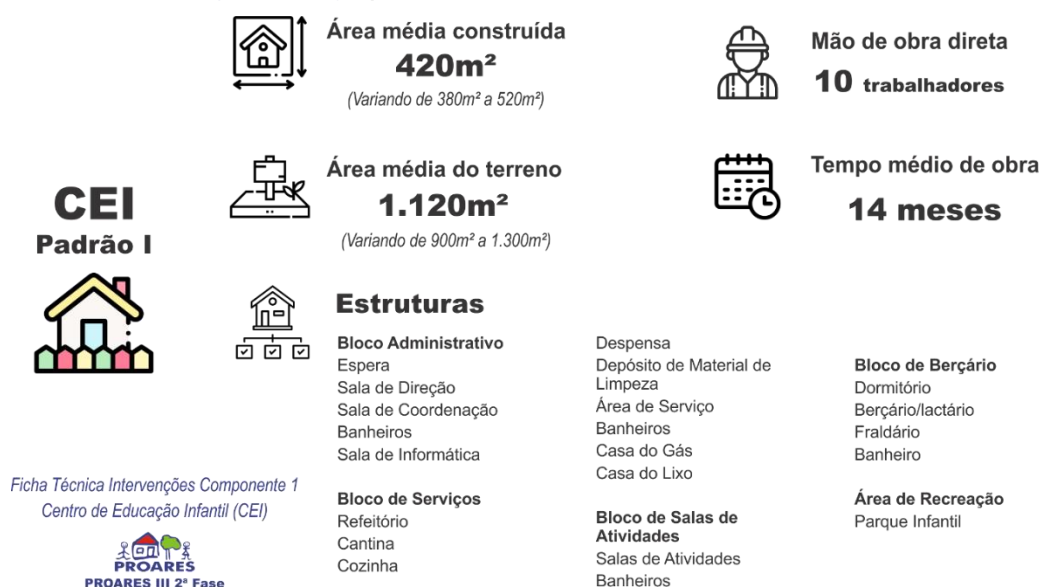 Área média construída
420m²
(Variando de 380m² a 520m²)
Mão de obra direta
10 trabalhadores
Área média do terreno
1.120m²
(Variando de 900m² a 1.300m²)
Tempo médio de obra
14 meses
CEI
Padrão I
Estruturas
Bloco Administrativo
Espera
Sala de Direção
Sala de Coordenação
Banheiros
Sala de Informática
Bloco de Serviços
Refeitório
Cantina
Cozinha
Despensa
Depósito de Material de
Limpeza
Área de Serviço
Banheiros
Casa do Gás
Casa do Lixo
Bloco de Salas de
Atividades
Salas de Atividades
Banheiros
Bloco de Berçário
Dormitório
Berçário/lactário
Fraldário
Banheiro
Área de Recreação
Parque Infantil
Ficha Técnica Intervenções Componente 1
Centro de Educação Infantil (CEI)
PROARES
PROARES III 2ª Fase